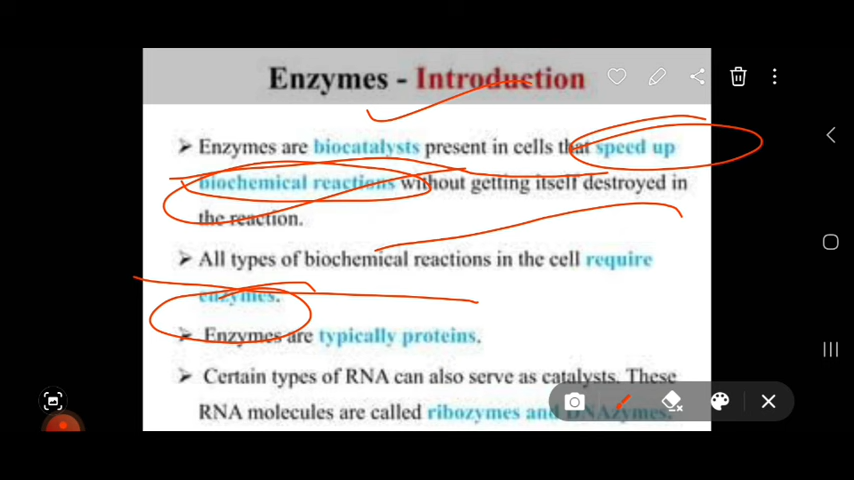 Enzymes - Introduction
➤ Enzymes are biocatalysts present in cells that speed up
biochemical reactions without getting itself destroyed in
the reaction.
➤ All types of biochemical reactions in the cell require
enzymes.
➤ Enzymes are typically proteins.
➤ Certain types of RNA can also serve as catalysts. These
RNA molecules are called ribozymes and DNAzymes.